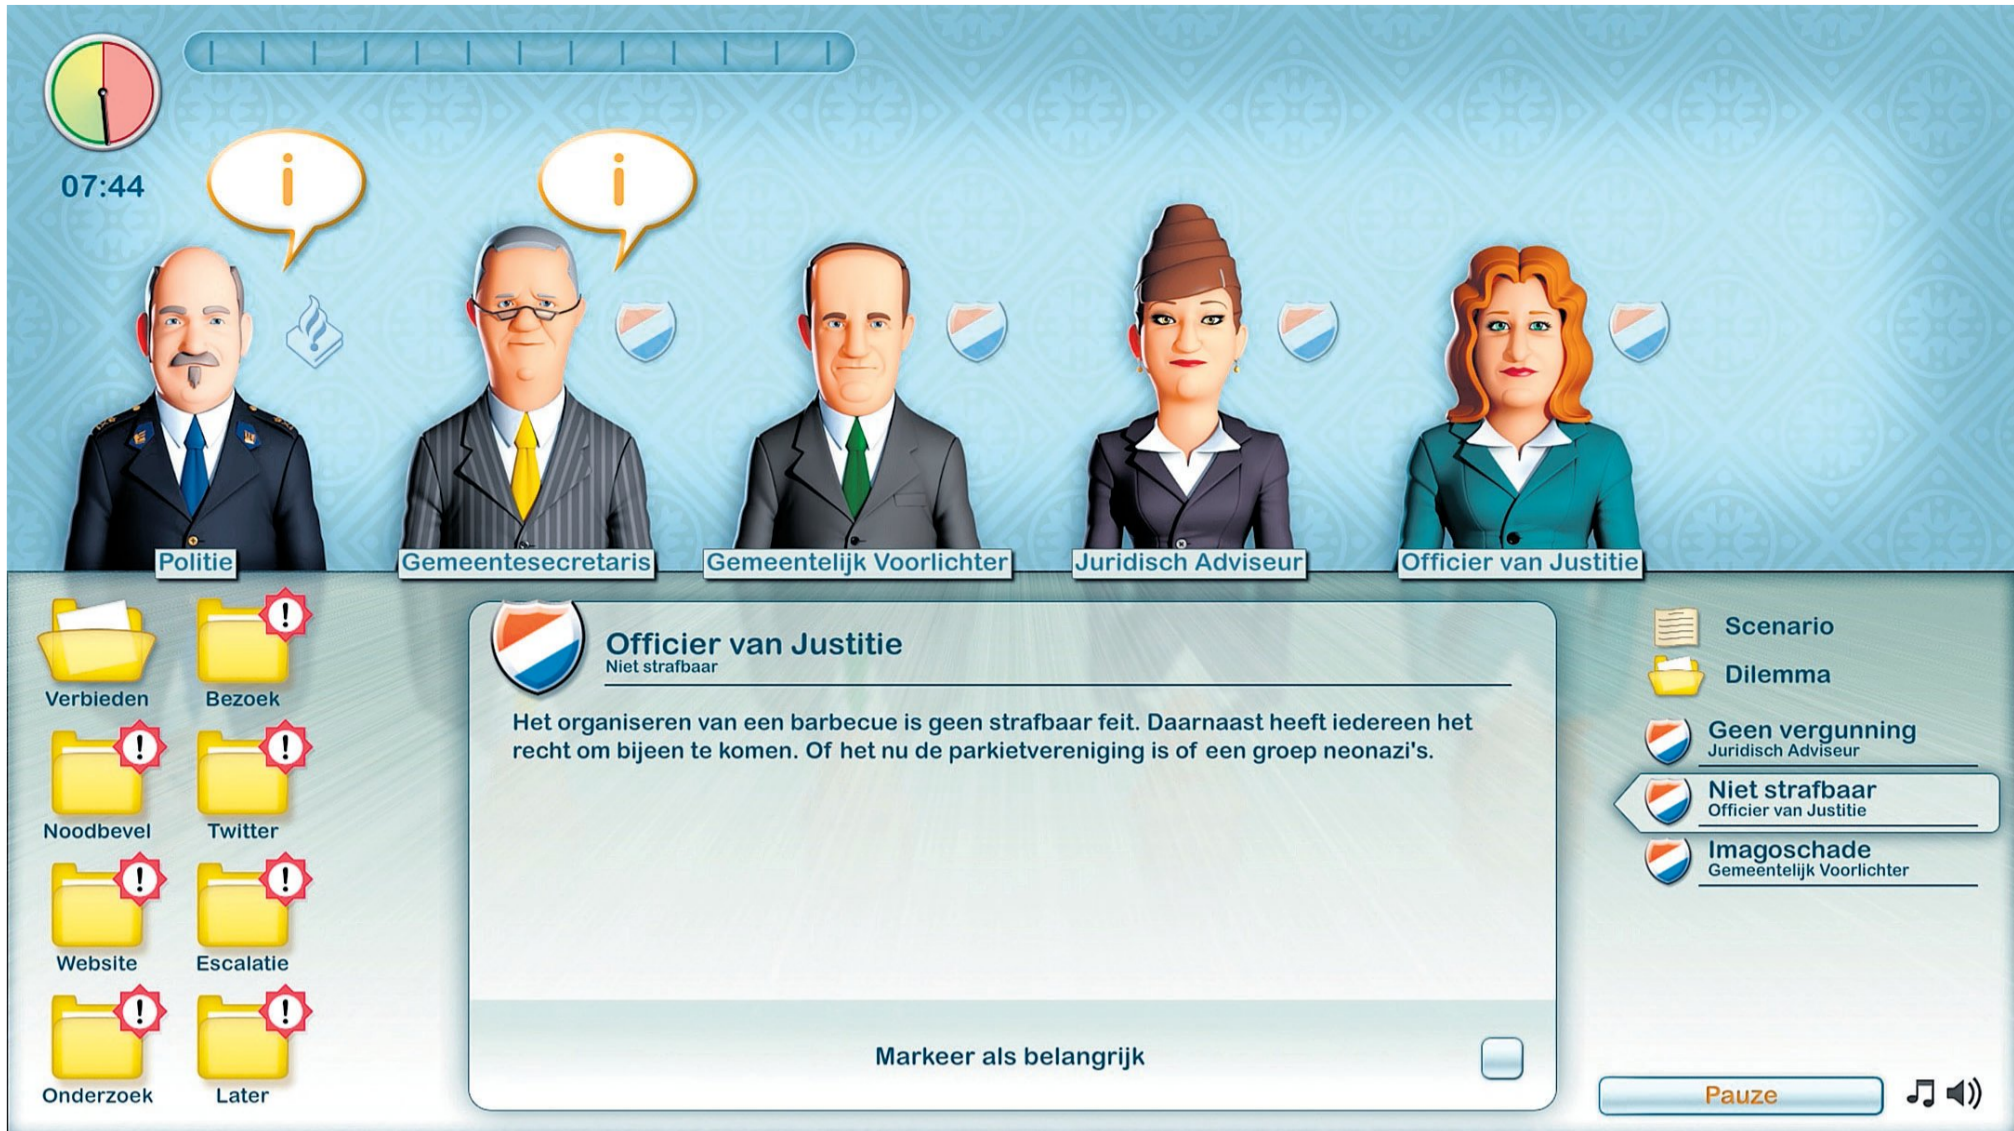 07:44
i
i
Politie
Gemeentesecretaris
Gemeentelijk Voorlichter
Juridisch Adviseur
Officier van Justitie
Verbieden
! Bezoek
! Noodbevel
! Twitter
! Website
! Escalatie
! Onderzoek
! Later
Officier van Justitie
Niet strafbaar
Het organiseren van een barbecue is geen strafbaar feit. Daarnaast heeft iedereen het
recht om bijeen te komen. Of het nu de parkietvereniging is of een groep neonazi's.
Markeer als belangrijk
Scenario
Dilemma
Geen vergunning
Juridisch Adviseur
Niet strafbaar
Officier van Justitie
Imagoschade
Gemeentelijk Voorlichter
Pauze